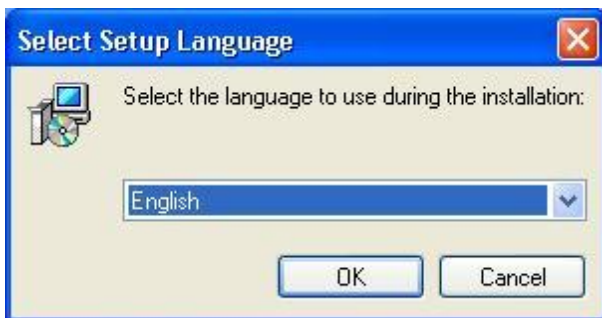 Select Setup Language
Select the language to use during the installation:
English
OK
Cancel